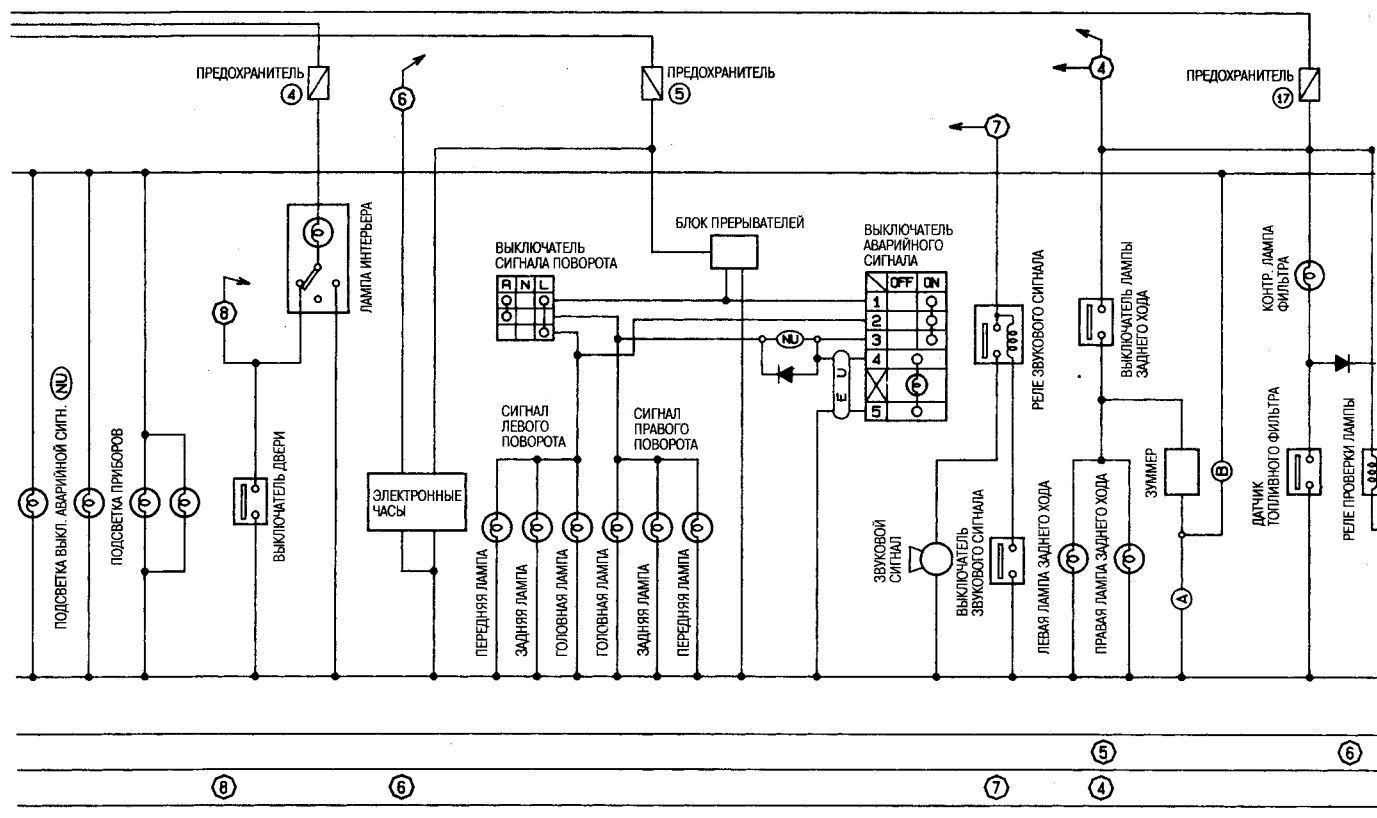 ПРЕДОХРАНИТЕЛЬ
4
6
ПРЕДОХРАНИТЕЛЬ
5
4
7
ПРЕДОХРАНИТЕЛЬ
17
ЛАМПА ИНТЕРЬЕРА
8
ВЫКЛЮЧАТЕЛЬ
СИГНАЛА ПОВОРОТА
R N L
БЛОК ПРЕРЫВАТЕЛЕЙ
ВЫКЛЮЧАТЕЛЬ
АВАРИЙНОГО
СИГНАЛА
OFF ON
1
2
3
4
5
NU
E U
РЕЛЕ ЗВУКОВОГО СИГНАЛА
ВЫКЛЮЧАТЕЛЬ ЛАМПЫ
ЗАДНЕГО ХОДА
КОНТР. ЛАМПА
ФИЛЬТРА
ПОДСВЕТКА ВЫКЛ. АВАРИЙНОЙ СИГН. NU
ПОДСВЕТКА ПРИБОРОВ
ВЫКЛЮЧАТЕЛЬ ДВЕРИ
ЭЛЕКТРОННЫЕ
ЧАСЫ
СИГНАЛ
ЛЕВОГО
ПОВОРОТА
СИГНАЛ
ПРАВОГО
ПОВОРОТА
ПЕРЕДНЯЯ ЛАМПА
ЗАДНЯЯ ЛАМПА
ГОЛОВНАЯ ЛАМПА
ГОЛОВНАЯ ЛАМПА
ЗАДНЯЯ ЛАМПА
ПЕРЕДНЯЯ ЛАМПА
ЗВУКОВОЙ
СИГНАЛ
ВЫКЛЮЧАТЕЛЬ
ЗВУКОВОГО СИГНАЛА
ЛЕВАЯ ЛАМПА ЗАДНЕГО ХОДА
ПРАВАЯ ЛАМПА ЗАДНЕГО ХОДА
ЗУММЕР
A
B
ДАТЧИК
ТОПЛИВНОГО ФИЛЬТРА
РЕЛЕ ПРОВЕРКИ ЛАМПЫ
5
6
8
6
7
4